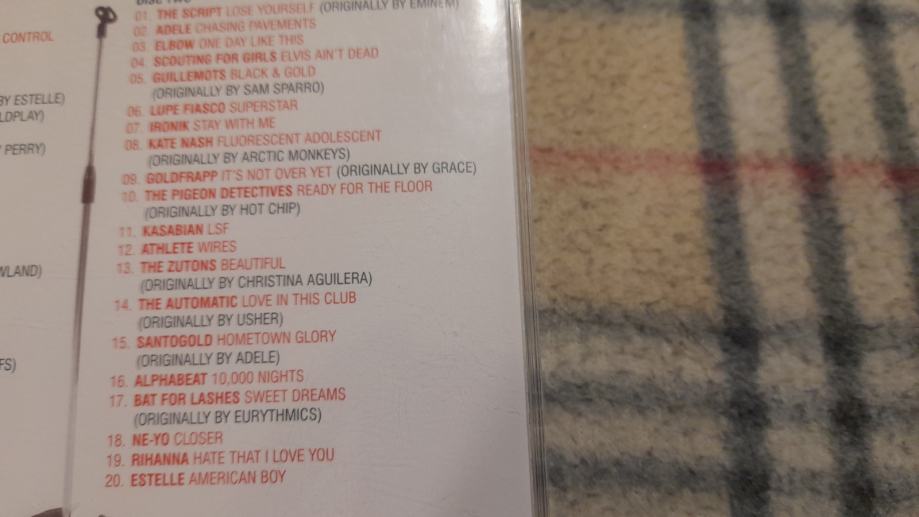 DISC TWO
01. THE SCRIPT LOSE YOURSELF (ORIGINALLY BY EMINEM)
02. ADELE CHASING PAVEMENTS
03. ELBOW ONE DAY LIKE THIS
04. SCOUTING FOR GIRLS ELVIS AIN'T DEAD
05. GUILLEMOTS BLACK & GOLD
(ORIGINALLY BY SAM SPARRO)
06. LUPE FIASCO SUPERSTAR
07. IRONIK STAY WITH ME
08. KATE NASH FLUORESCENT ADOLESCENT
(ORIGINALLY BY ARCTIC MONKEYS)
09. GOLDFRAPP IT'S NOT OVER YET (ORIGINALLY BY GRACE)
10. THE PIGEON DETECTIVES READY FOR THE FLOOR
(ORIGINALLY BY HOT CHIP)
11. KASABIAN LSF
12. ATHLETE WIRES
13. THE ZUTONS BEAUTIFUL
(ORIGINALLY BY CHRISTINA AGUILERA)
14. THE AUTOMATIC LOVE IN THIS CLUB
(ORIGINALLY BY USHER)
15. SANTOGOLD HOMETOWN GLORY
(ORIGINALLY BY ADELE)
16. ALPHABEAT 10,000 NIGHTS
17. BAT FOR LASHES SWEET DREAMS
(ORIGINALLY BY EURYTHMICS)
18. NE-YO CLOSER
19. RIHANNA HATE THAT I LOVE YOU
20. ESTELLE AMERICAN BOY
CONTROL
BY ESTELLE)
LDPLAY)
PERRY)
WLAND)
FS)